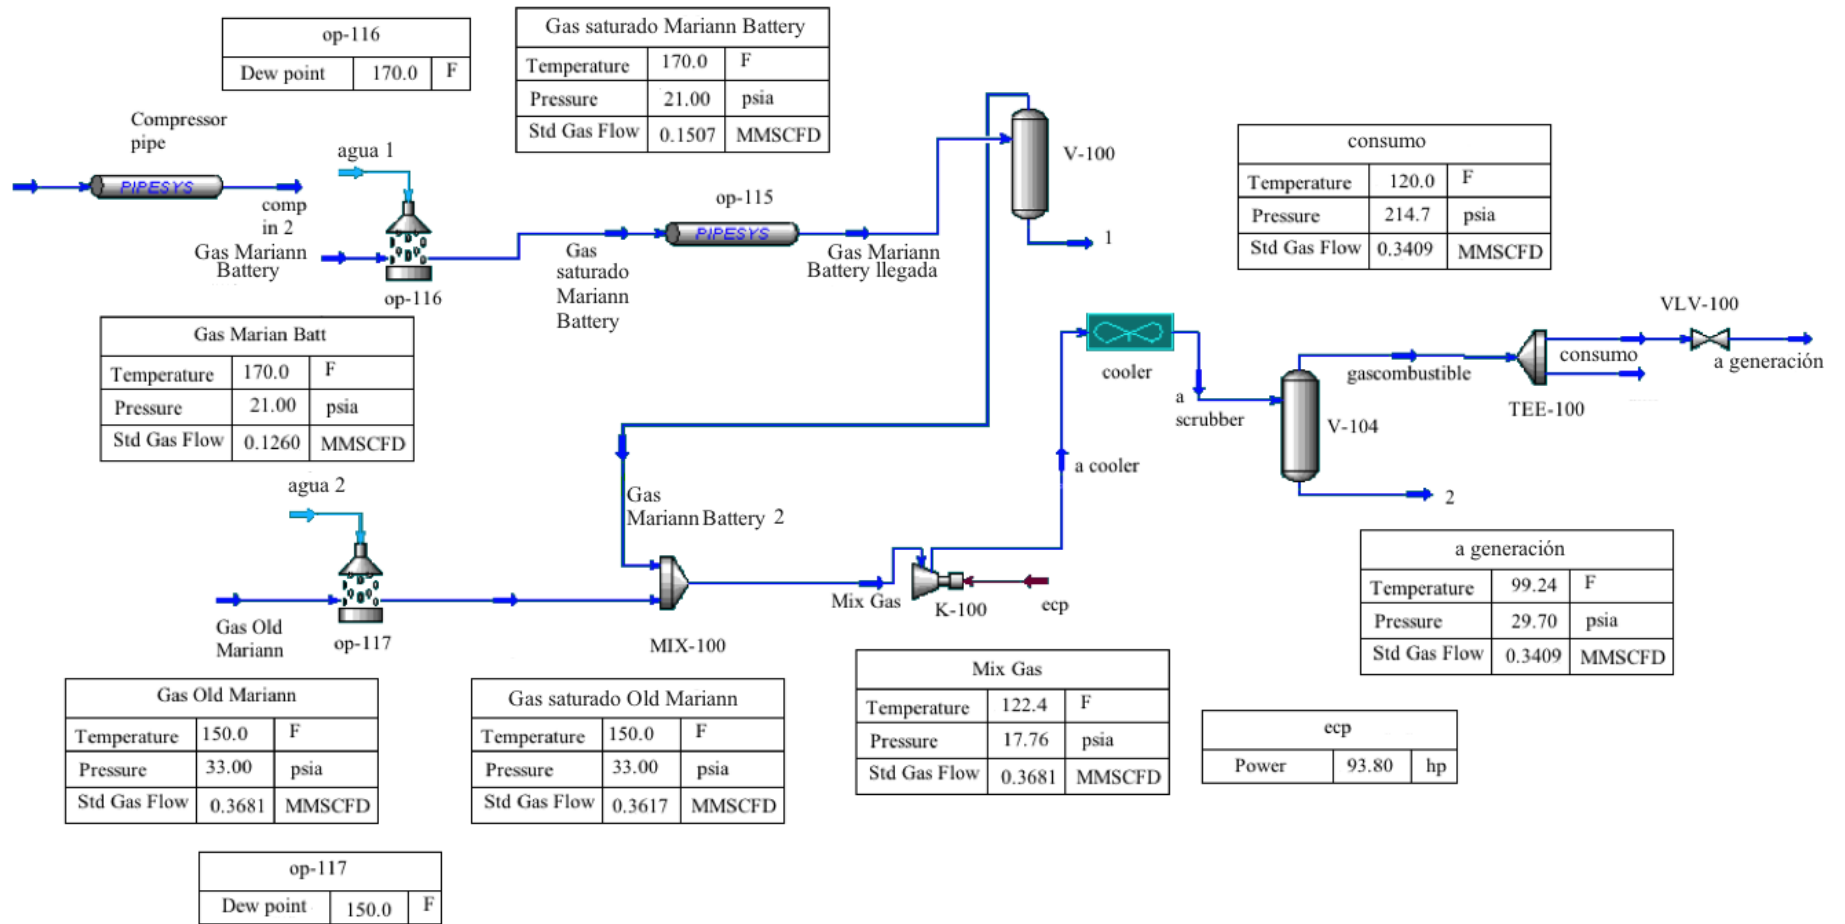 op-116
Dew point 170.0 F
Gas saturado Mariann Battery
Temperature 170.0 F
Pressure 21.00 psia
Std Gas Flow 0.1507 MMSCFD
Compressor
pipe
PIPESYS
comp
in 2
agua 1
Gas Mariann
Battery
op-116
Gas
saturado
Mariann
Battery
op-115
PIPESYS
Gas Mariann
Battery llegada
V-100
1
consumo
Temperature 120.0 F
Pressure 214.7 psia
Std Gas Flow 0.3409 MMSCFD
VLV-100
consumo
a generación
TEE-100
gascombustible
cooler
a
scrubber
V-104
a cooler
2
Gas Marian Batt
Temperature 170.0 F
Pressure 21.00 psia
Std Gas Flow 0.1260 MMSCFD
agua 2
Gas
Mariann Battery 2
Gas Old
Mariann
op-117
MIX-100
Mix Gas
K-100
ecp
a generación
Temperature 99.24 F
Pressure 29.70 psia
Std Gas Flow 0.3409 MMSCFD
Gas Old Mariann
Temperature 150.0 F
Pressure 33.00 psia
Std Gas Flow 0.3681 MMSCFD
Gas saturado Old Mariann
Temperature 150.0 F
Pressure 33.00 psia
Std Gas Flow 0.3617 MMSCFD
Mix Gas
Temperature 122.4 F
Pressure 17.76 psia
Std Gas Flow 0.3681 MMSCFD
ecp
Power 93.80 hp
op-117
Dew point 150.0 F